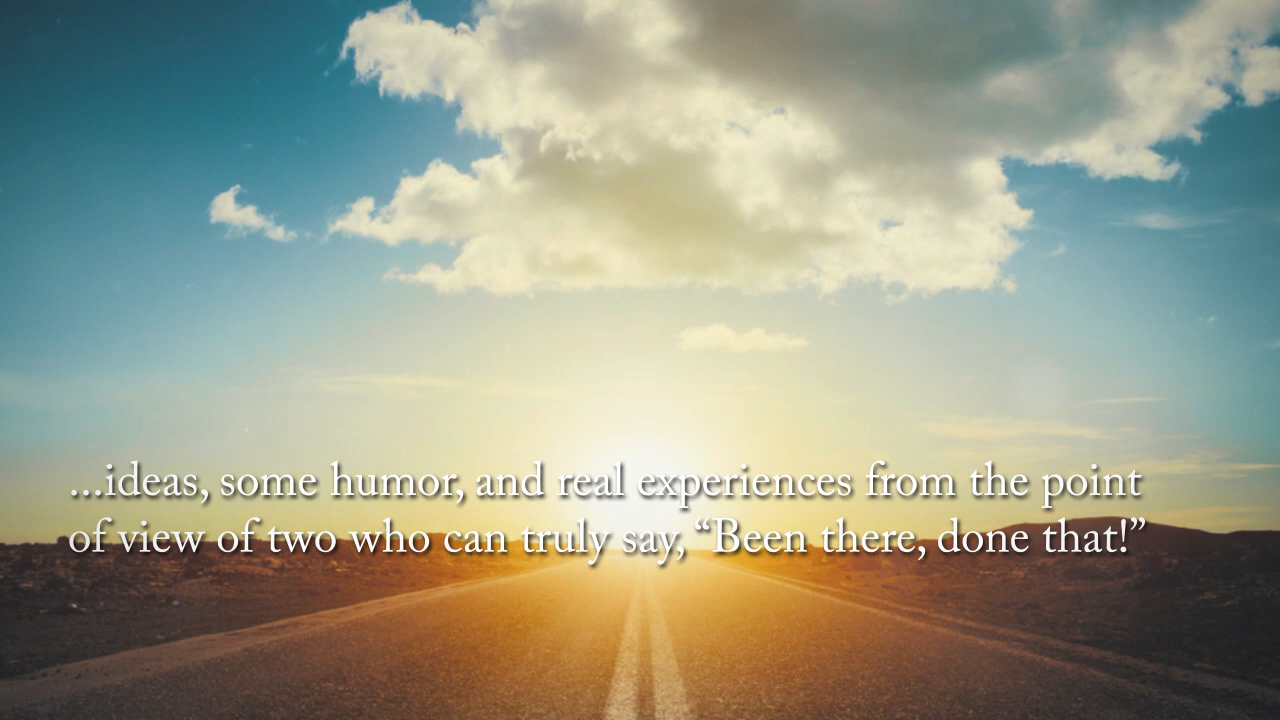 ...ideas, some humor, and real experiences from the point
of view of two who can truly say, “Been there, done that!”